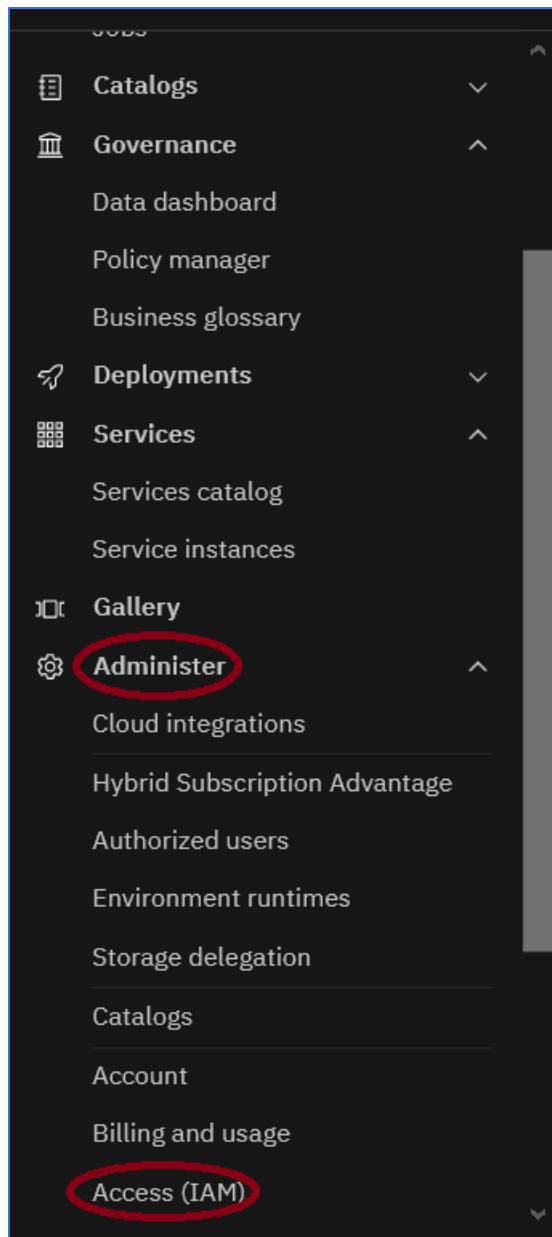 Catalogs
Governance
Data dashboard
Policy manager
Business glossary
Deployments
Services
Services catalog
Service instances
Gallery
Administer
Cloud integrations
Hybrid Subscription Advantage
Authorized users
Environment runtimes
Storage delegation
Catalogs
Account
Billing and usage
Access (IAM)